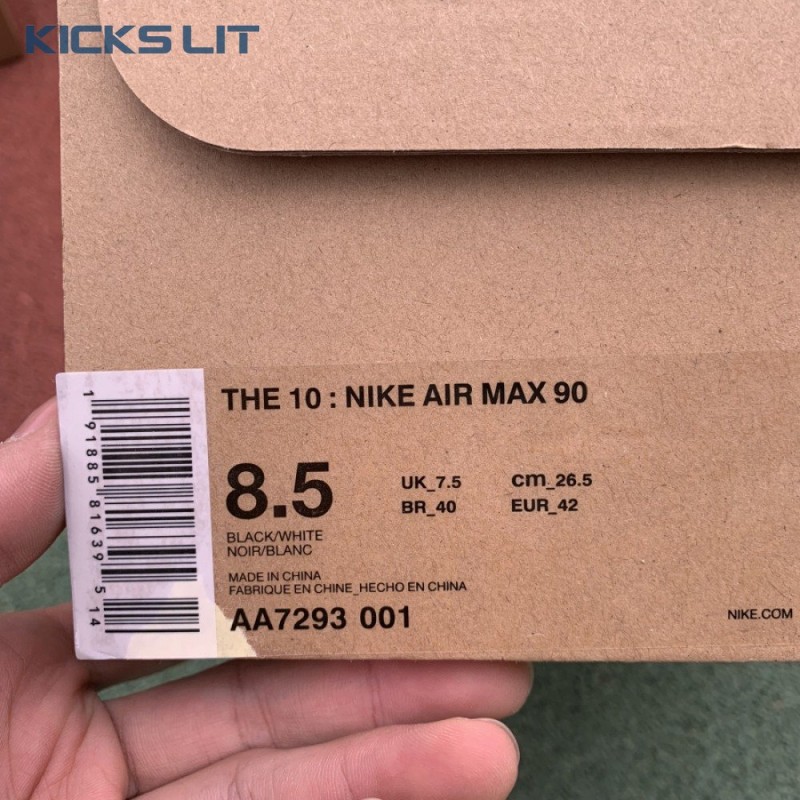 KICKS LIT
THE 10 : NIKE AIR MAX 90
8.5
UK_7.5
cm_26.5
BR_40
EUR_42
BLACK/WHITE
NOIR/BLANC
MADE IN CHINA
FABRIQUE EN CHINE_HECHO EN CHINA
AA7293 001
NIKE.COM
1 91885 81639 5 14